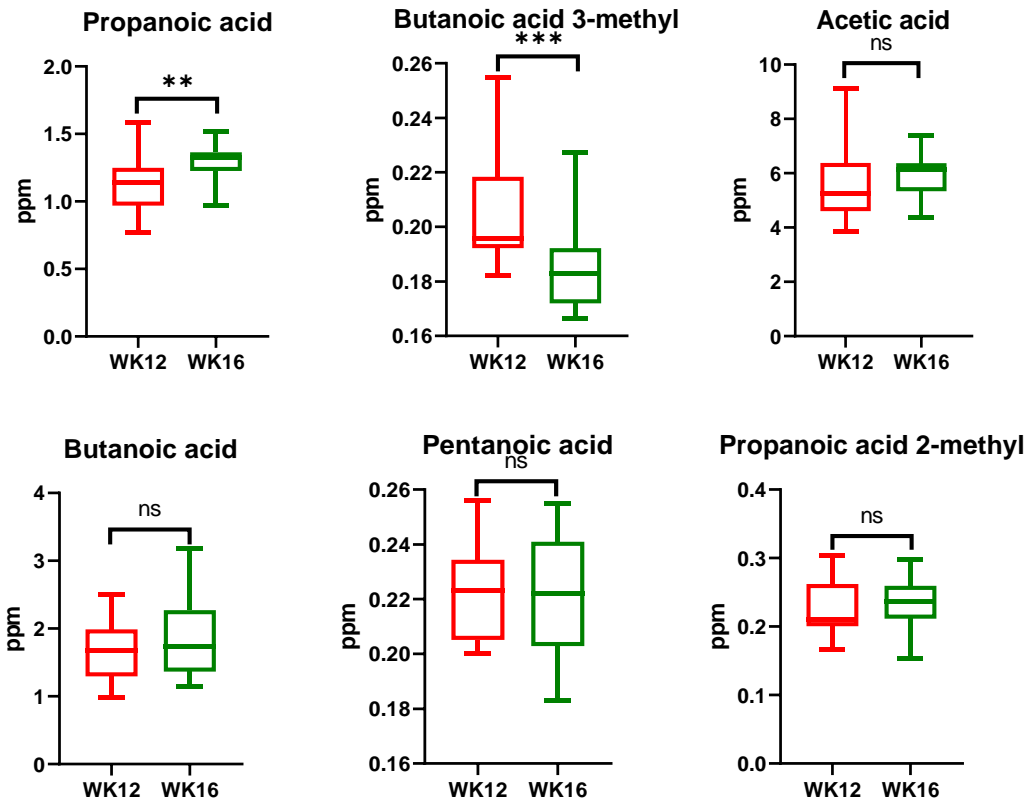 Propanoic acid
**
ppm
2.0
1.5
1.0
0.5
0.0
WK12 WK16
Butanoic acid 3-methyl
***
ppm
0.26
0.24
0.22
0.20
0.18
0.16
WK12 WK16
Acetic acid
ns
ppm
10
8
6
4
2
0
WK12 WK16
Butanoic acid
ns
ppm
4
3
2
1
0
WK12 WK16
Pentanoic acid
ns
ppm
0.26
0.24
0.22
0.20
0.18
0.16
WK12 WK16
Propanoic acid 2-methyl
ns
ppm
0.4
0.3
0.2
0.1
0.0
WK12 WK16